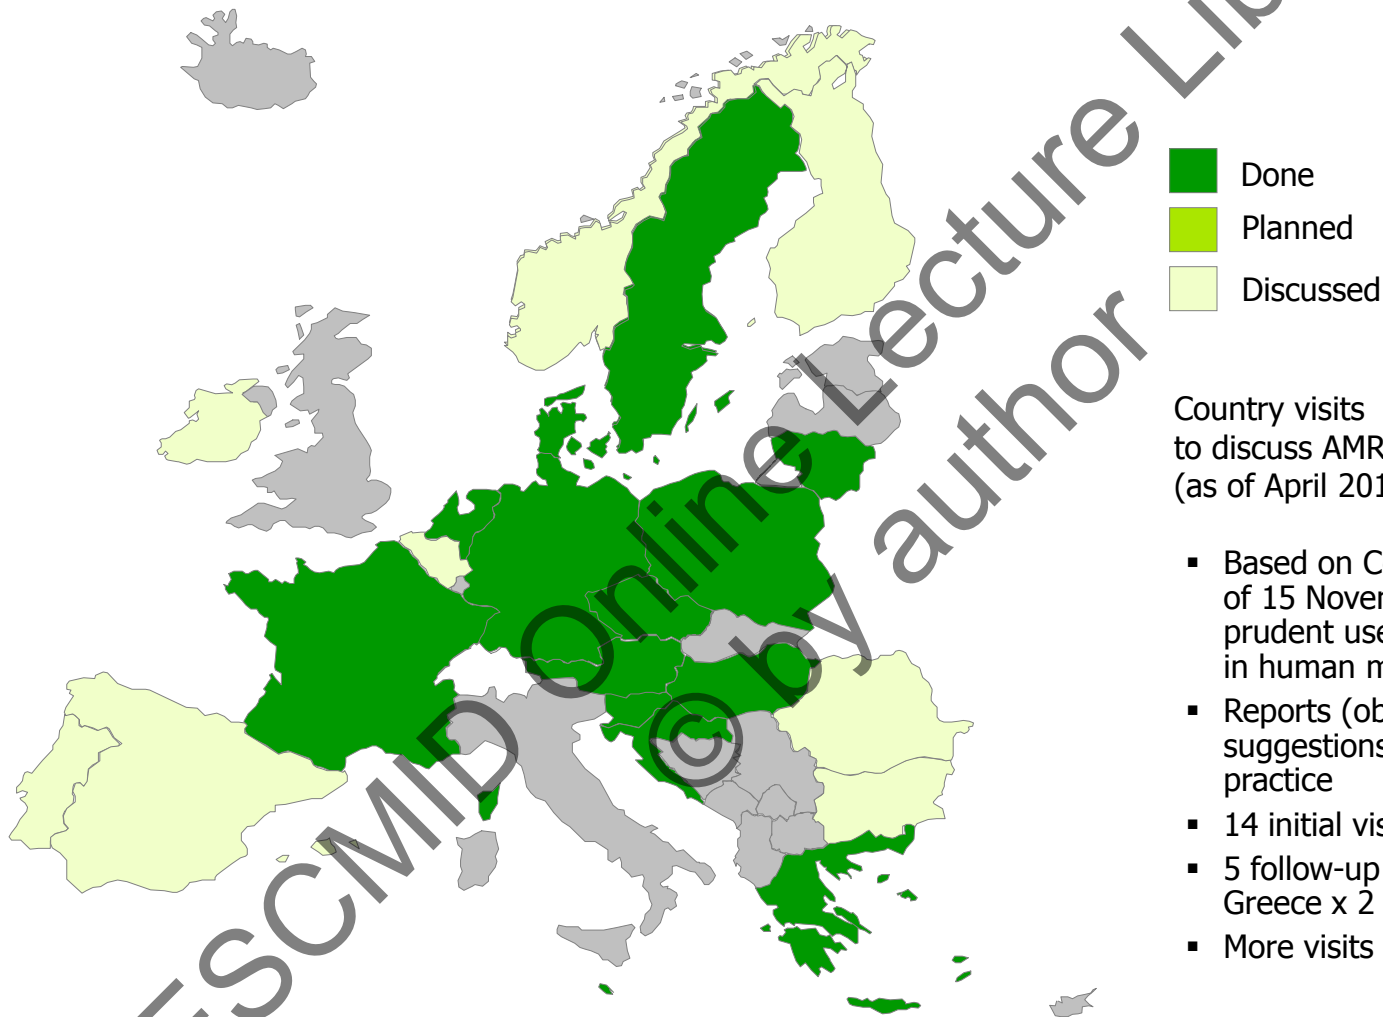 Done
Planned
Discussed
Country visits
to discuss AMR
(as of April 201
▪ Based on C
of 15 Nover
prudent use
in human m
▪ Reports (ob
suggestions
practice
▪ 14 initial vis
▪ 5 follow-up
Greece x 2
▪ More visits
ESCMID Online Lecture Lib
© by author